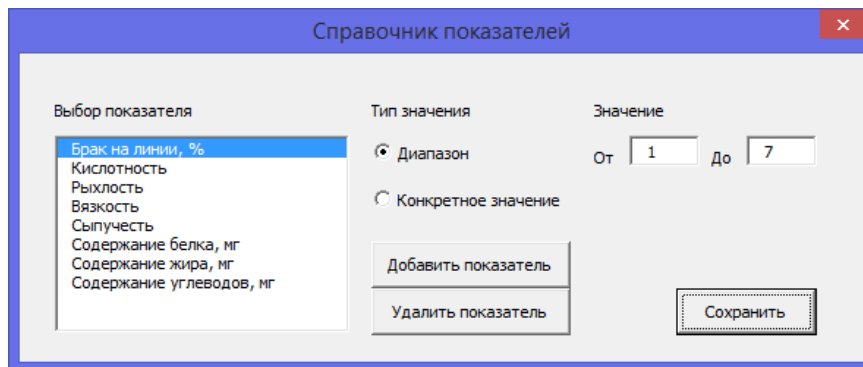 Справочник показателей
Выбор показателя
Брак на линии, %
Кислотность
Рыхлость
Вязкость
Сыпучесть
Содержание белка, мг
Содержание жира, мг
Содержание углеводов, мг
Тип значения
Диапазон
Конкретное значение
Значение
От 1 До 7
Добавить показатель
Удалить показатель
Сохранить